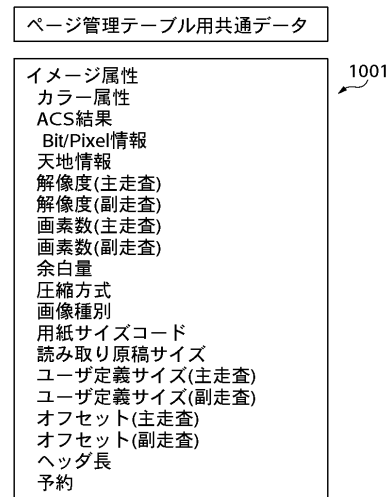 ページ管理テーブル用共通データ
1001
イメージ属性
カラー属性
ACS結果
Bit/Pixel情報
天地情報
解像度(主走査)
解像度(副走査)
画素数(主走査)
画素数(副走査)
余白量
圧縮方式
画像種別
用紙サイズコード
読み取り原稿サイズ
ユーザ定義サイズ(主走査)
ユーザ定義サイズ(副走査)
オフセット(主走査)
オフセット(副走査)
ヘッダ長
予約